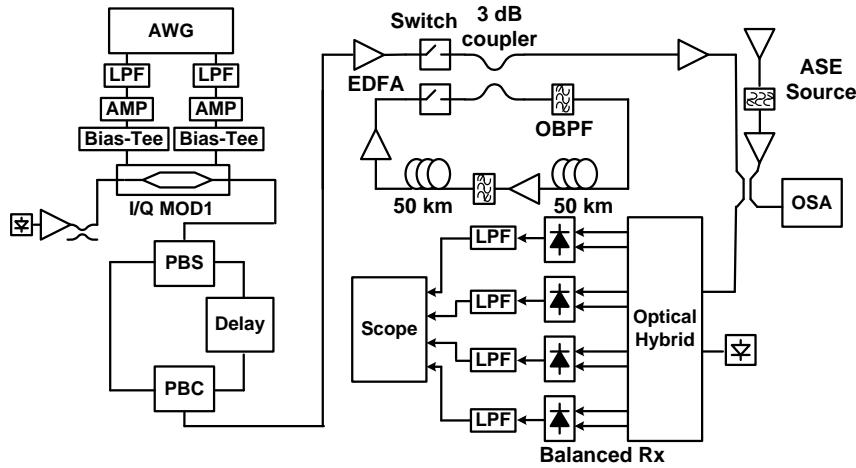 AWG
LPF
LPF
AMP
AMP
Bias-Tee
Bias-Tee
I/Q MOD1
PBS
Delay
PBC
Switch
3 dB
coupler
EDFA
OBPF
50 km
50 km
ASE
Source
OSA
LPF
LPF
LPF
LPF
Scope
Optical
Hybrid
Balanced Rx